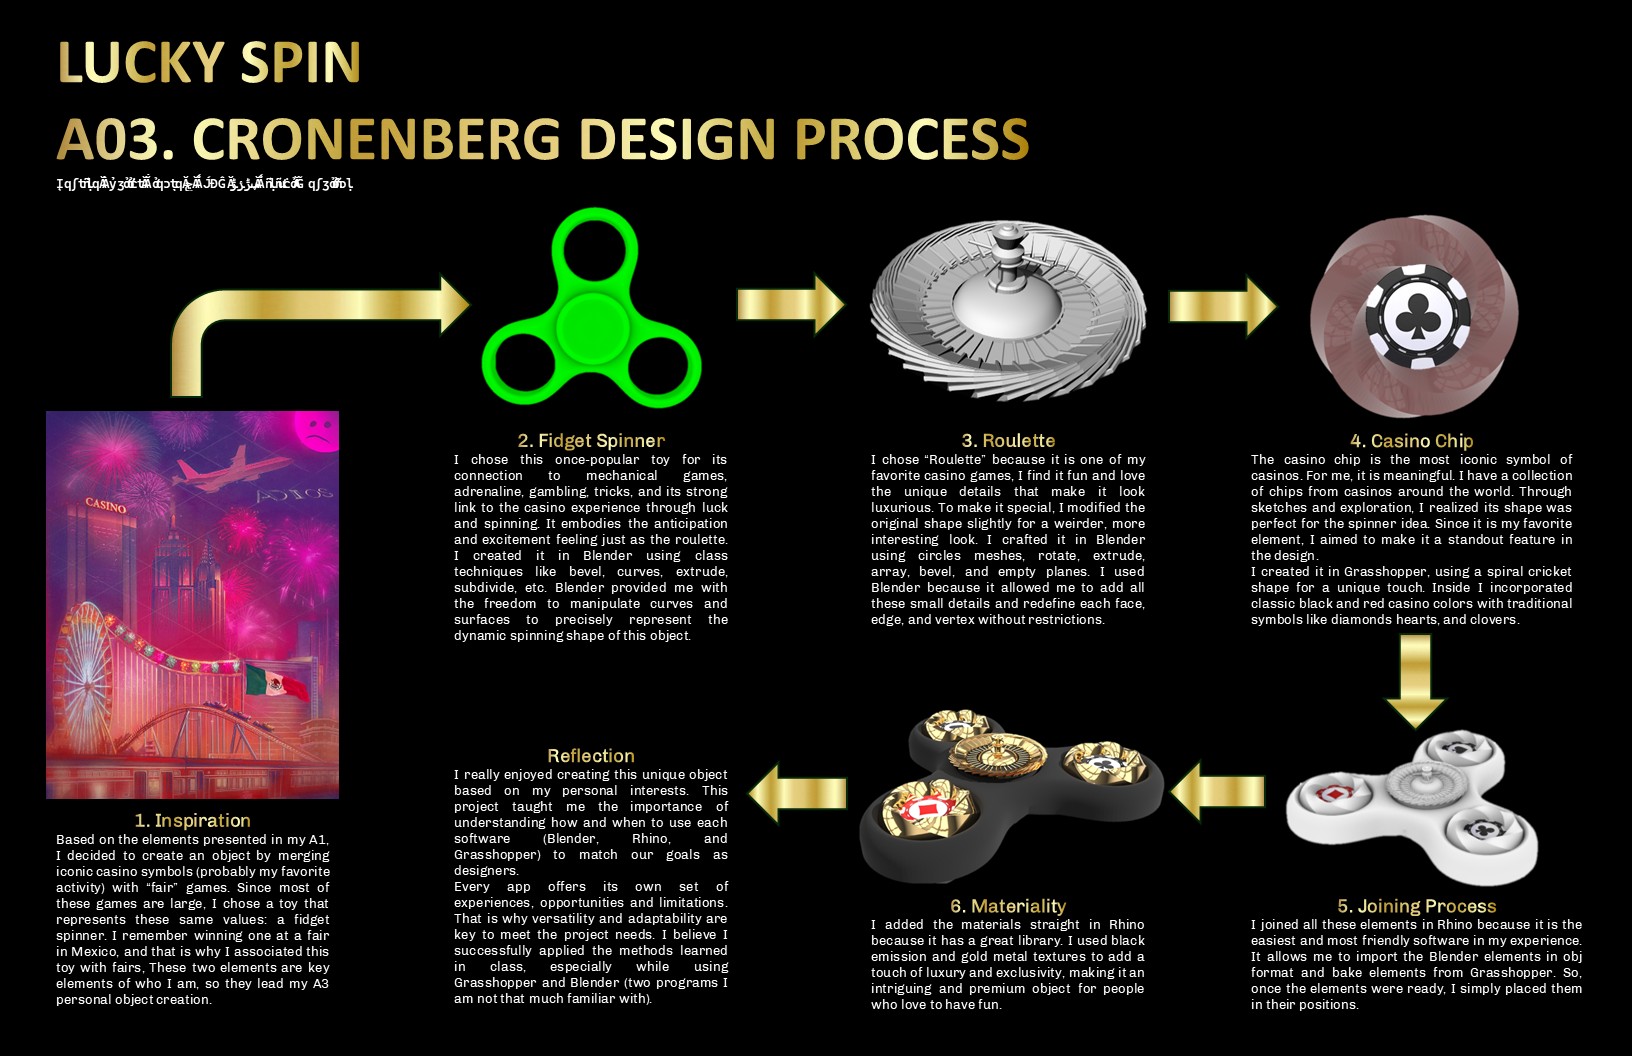 LUCKY SPIN
A03. CRONENBERG DESIGN PROCESS
CASINO
1. Inspiration
Based on the elements presented in my A1,
I decided to create an object by merging
iconic casino symbols (probably my favorite
activity) with “fair” games. Since most of
these games are large, I chose a toy that
represents these same values: a fidget
spinner. I remember winning one at a fair
in Mexico, and that is why I associated this
toy with fairs, These two elements are key
elements of who I am, so they lead my A3
personal object creation.
2. Fidget Spinner
I chose this once-popular toy for its
connection to mechanical games,
adrenaline, gambling, tricks, and its strong
link to the casino experience through luck
and spinning. It embodies the anticipation
and excitement feeling just as the roulette.
I created it in Blender using class
techniques like bevel, curves, extrude,
subdivide, etc. Blender provided me with
the freedom to manipulate curves and
surfaces to precisely represent the
dynamic spinning shape of this object.
3. Roulette
I chose “Roulette” because it is one of my
favorite casino games, I find it fun and love
the unique details that make it look
luxurious. To make it special, I modified the
original shape slightly for a weirder, more
interesting look. I crafted it in Blender
using circles meshes, rotate, extrude,
array, bevel, and empty planes. I used
Blender because it allowed me to add all
these small details and redefine each face,
edge, and vertex without restrictions.
4. Casino Chip
The casino chip is the most iconic symbol of
casinos. For me, it is meaningful. I have a collection
of chips from casinos around the world. Through
sketches and exploration, I realized its shape was
perfect for the spinner idea. Since it is my favorite
element, I aimed to make it a standout feature in
the design.
I created it in Grasshopper, using a spiral cricket
shape for a unique touch. Inside I incorporated
classic black and red casino colors with traditional
symbols like diamonds hearts, and clovers.
5. Joining Process
I joined all these elements in Rhino because it is the
easiest and most friendly software in my experience.
It allows me to import the Blender elements in obj
format and bake elements from Grasshopper. So,
once the elements were ready, I simply placed them
in their positions.
6. Materiality
I added the materials straight in Rhino
because it has a great library. I used black
emission and gold metal textures to add a
touch of luxury and exclusivity, making it an
intriguing and premium object for people
who love to have fun.
Reflection
I really enjoyed creating this unique object
based on my personal interests. This
project taught me the importance of
understanding how and when to use each
software (Blender, Rhino, and
Grasshopper) to match our goals as
designers.
Every app offers its own set of
experiences, opportunities and limitations.
That is why versatility and adaptability are
key to meet the project needs. I believe I
successfully applied the methods learned
in class, especially while using
Grasshopper and Blender (two programs I
am not that much familiar with).